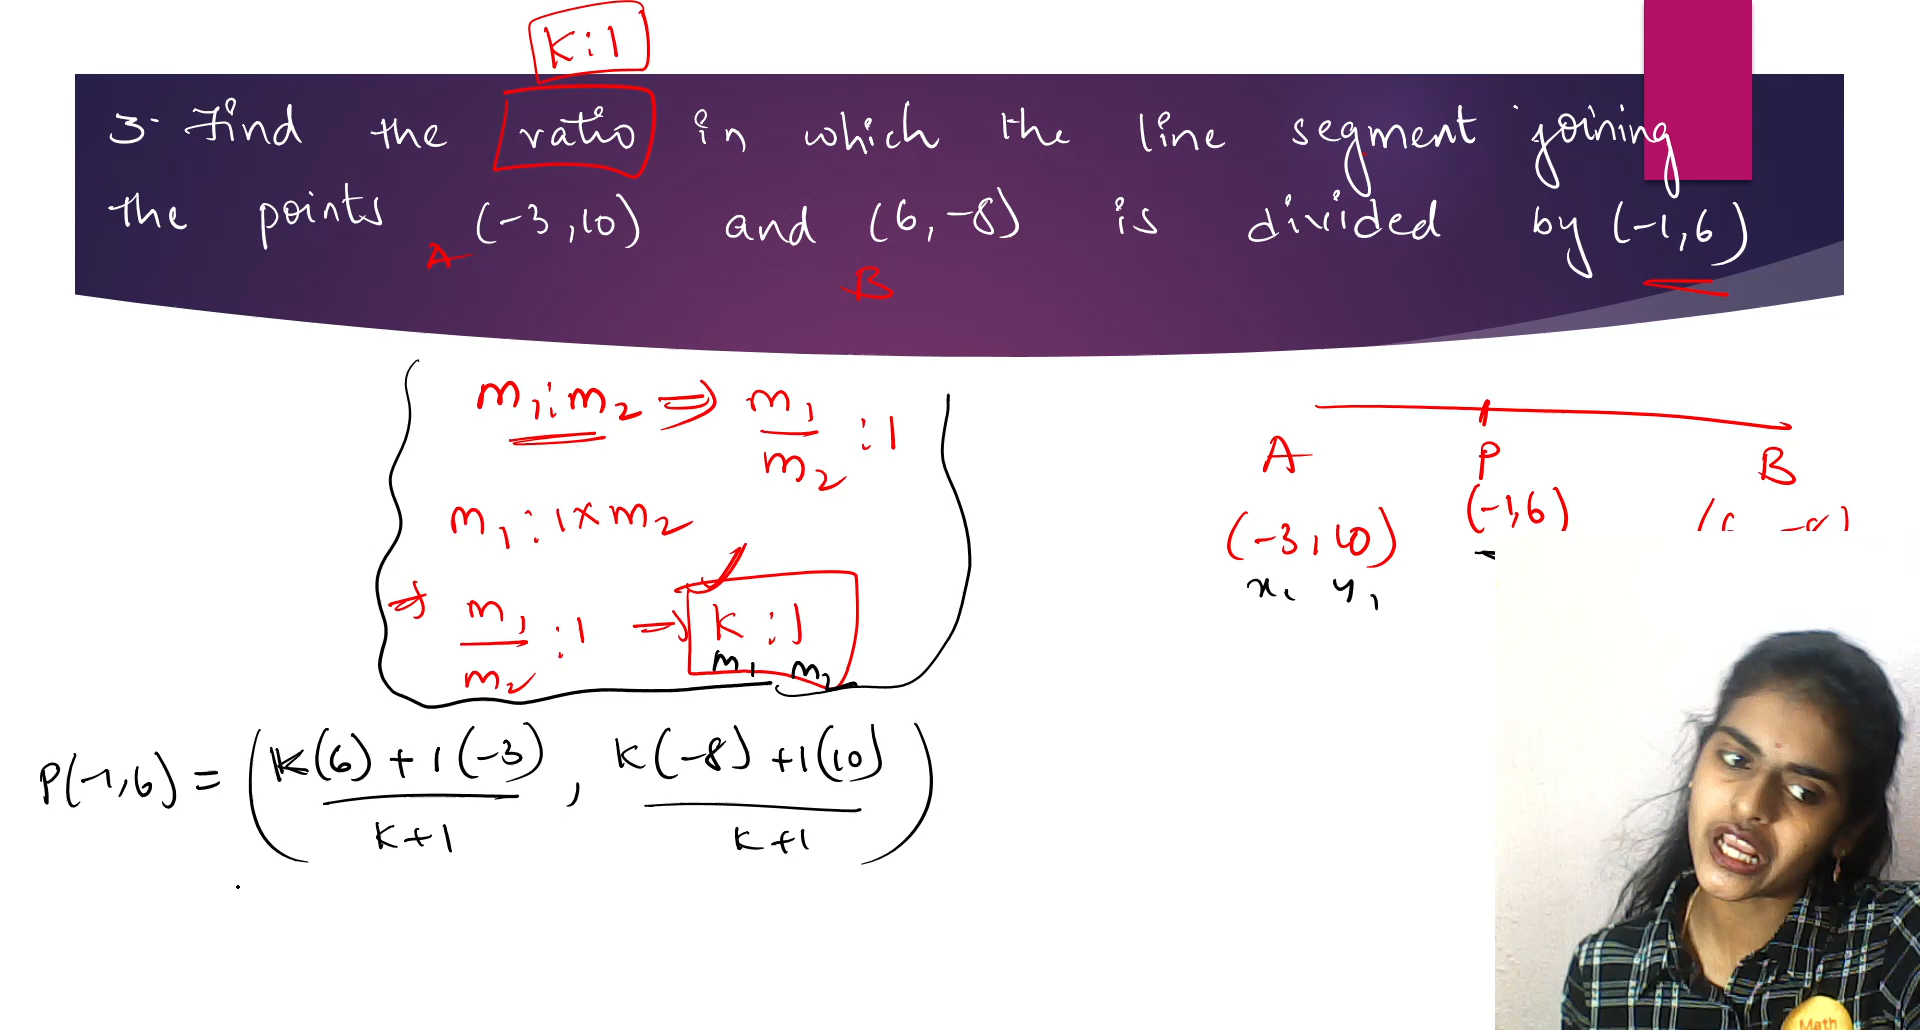 K:1
3. Find the ratio in which the line segment joining
the points (-3,10) and (6,-8) is divided by (-1,6)
A B
m₁:m₂ ⇒ m₁/m₂ :1
m₁:1×m₂
⇒ m₁/m₂ :1 → k:1
m₁ m₂
A P B
(-3,10) (-1,6)
x₁ y₁
P(-1,6) = (K(6)+1(-3)/K+1 , K(-8)+1(10)/K+1)
Math